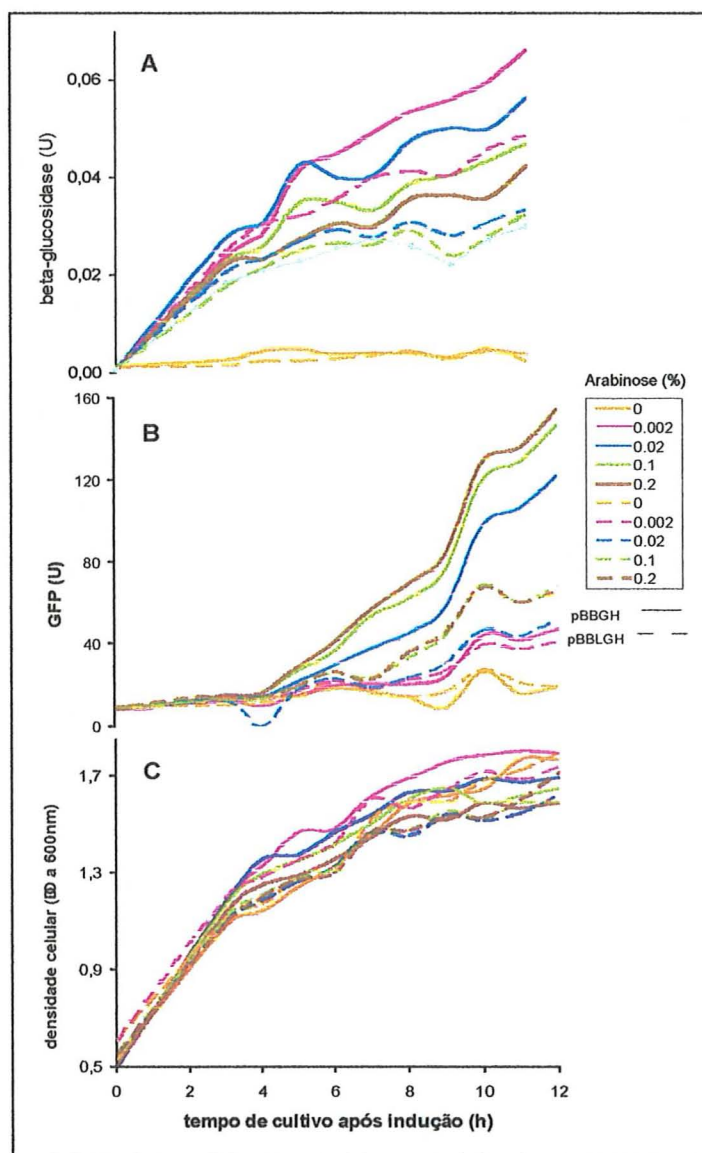 A
0,06
0,04
0,02
0,00
beta-glucosidase (U)
B
160
120
80
40
0
GFP (U)
Arabinose (%)
0
0.002
0.02
0.1
0.2
0
0.002
0.02
0.1
0.2
pBBGH
pBBLGH
C
1,7
1,3
0,9
0,5
densidade celular ( a 600nm)
0 2 4 6 8 10 12
tempo de cultivo após indução (h)